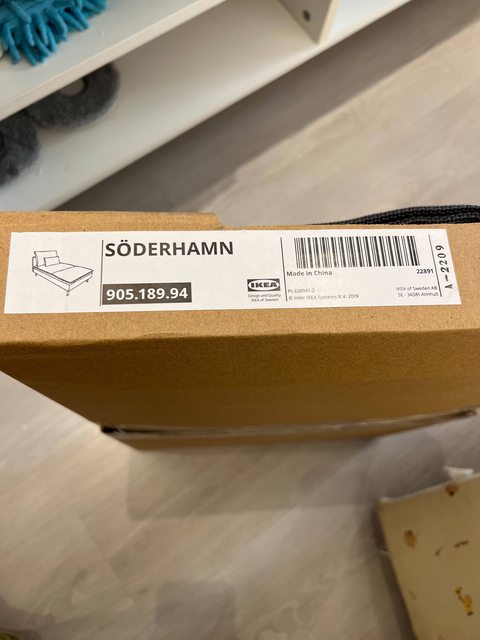 SÖDERHAMN
905.189.94
IKEA
Design and Quality
IKEA of Sweden
Made in China
22891
PI-329047-2
© Inter IKEA Systems B.V. 2019
IKEA of Sweden AB
SE - 34381 Älmhult
A-2209